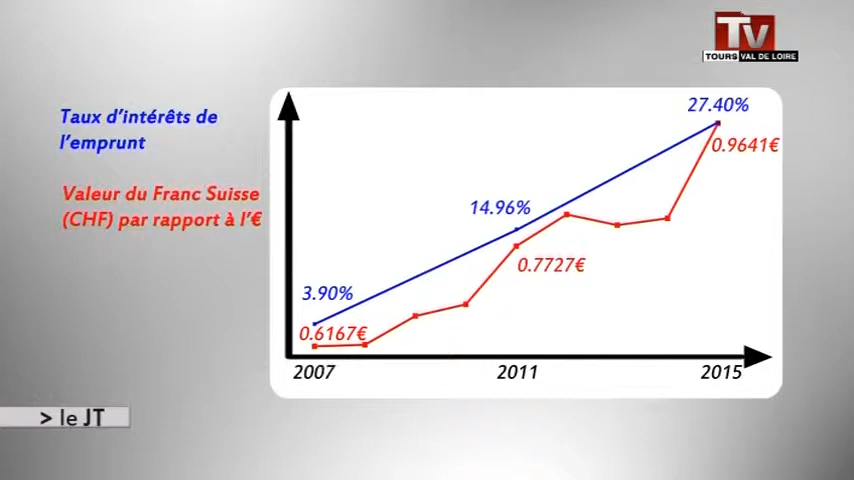 TV
TOURS VAL DE LOIRE
Taux d'intérêts de
l'emprunt
Valeur du Franc Suisse
(CHF) par rapport à l'€
27.40%
0.9641€
14.96%
0.7727€
3.90%
0.6167€
2007 2011 2015
> le JT